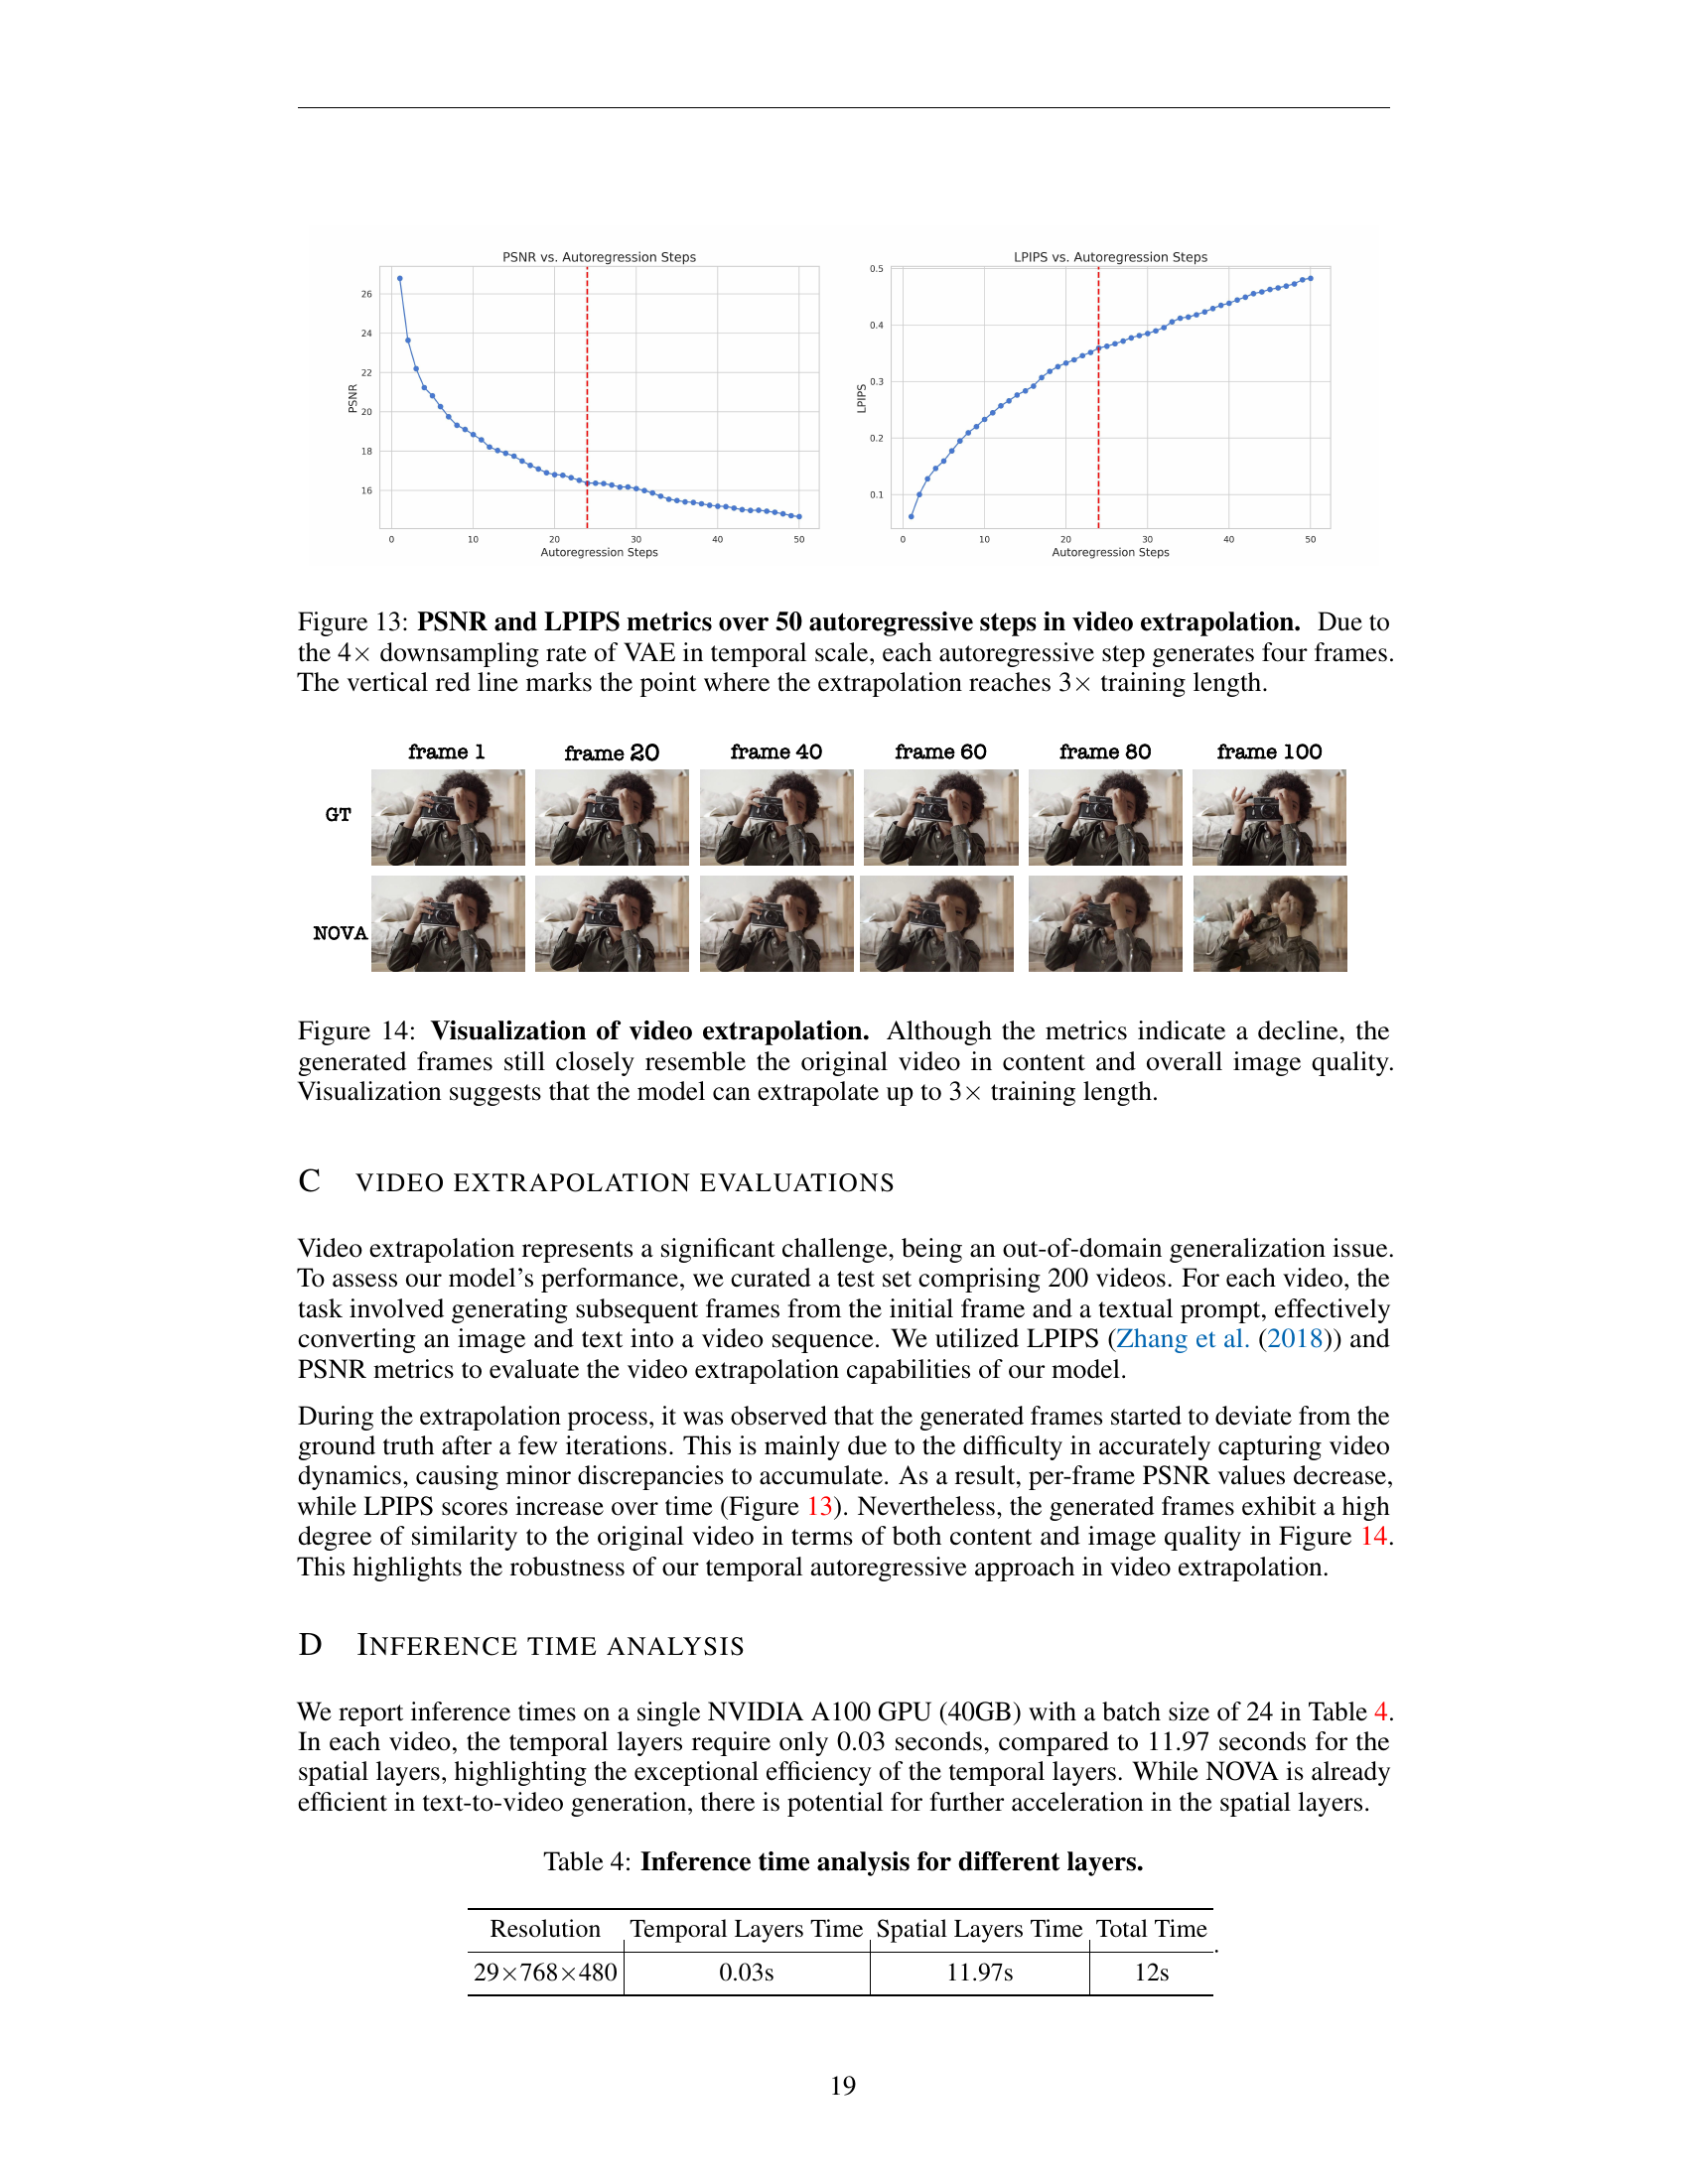 PSNR vs. Autoregression Steps
26
24
22
20
18
16
PSNR
0 10 20 30 40 50
Autoregression Steps
LPIPS vs. Autoregression Steps
0.5
0.4
0.3
0.2
0.1
LPIPS
0 10 20 30 40 50
Autoregression Steps
Figure 13: PSNR and LPIPS metrics over 50 autoregressive steps in video extrapolation. Due to
the 4× downsampling rate of VAE in temporal scale, each autoregressive step generates four frames.
The vertical red line marks the point where the extrapolation reaches 3× training length.
frame 1 frame 20 frame 40 frame 60 frame 80 frame 100
GT
NOVA
Figure 14: Visualization of video extrapolation. Although the metrics indicate a decline, the
generated frames still closely resemble the original video in content and overall image quality.
Visualization suggests that the model can extrapolate up to 3× training length.
C VIDEO EXTRAPOLATION EVALUATIONS
Video extrapolation represents a significant challenge, being an out-of-domain generalization issue.
To assess our model's performance, we curated a test set comprising 200 videos. For each video, the
task involved generating subsequent frames from the initial frame and a textual prompt, effectively
converting an image and text into a video sequence. We utilized LPIPS (Zhang et al. (2018)) and
PSNR metrics to evaluate the video extrapolation capabilities of our model.
During the extrapolation process, it was observed that the generated frames started to deviate from the
ground truth after a few iterations. This is mainly due to the difficulty in accurately capturing video
dynamics, causing minor discrepancies to accumulate. As a result, per-frame PSNR values decrease,
while LPIPS scores increase over time (Figure 13). Nevertheless, the generated frames exhibit a high
degree of similarity to the original video in terms of both content and image quality in Figure 14.
This highlights the robustness of our temporal autoregressive approach in video extrapolation.
D INFERENCE TIME ANALYSIS
We report inference times on a single NVIDIA A100 GPU (40GB) with a batch size of 24 in Table 4.
In each video, the temporal layers require only 0.03 seconds, compared to 11.97 seconds for the
spatial layers, highlighting the exceptional efficiency of the temporal layers. While NOVA is already
efficient in text-to-video generation, there is potential for further acceleration in the spatial layers.
Table 4: Inference time analysis for different layers.
Resolution Temporal Layers Time Spatial Layers Time Total Time .
29×768×480 0.03s 11.97s 12s
19